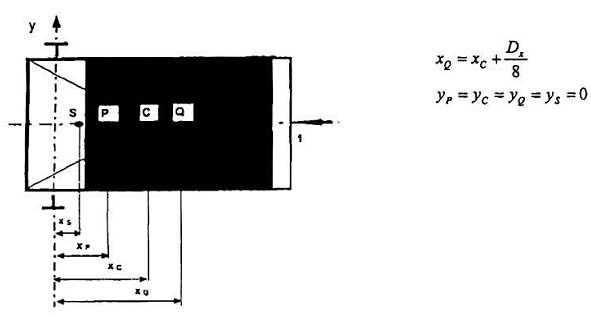 y
x_Q = x_C + D_x/8
y_P = y_C = y_Q = y_S = 0
S P C Q
1
x_S
x_P
x_C
x_Q